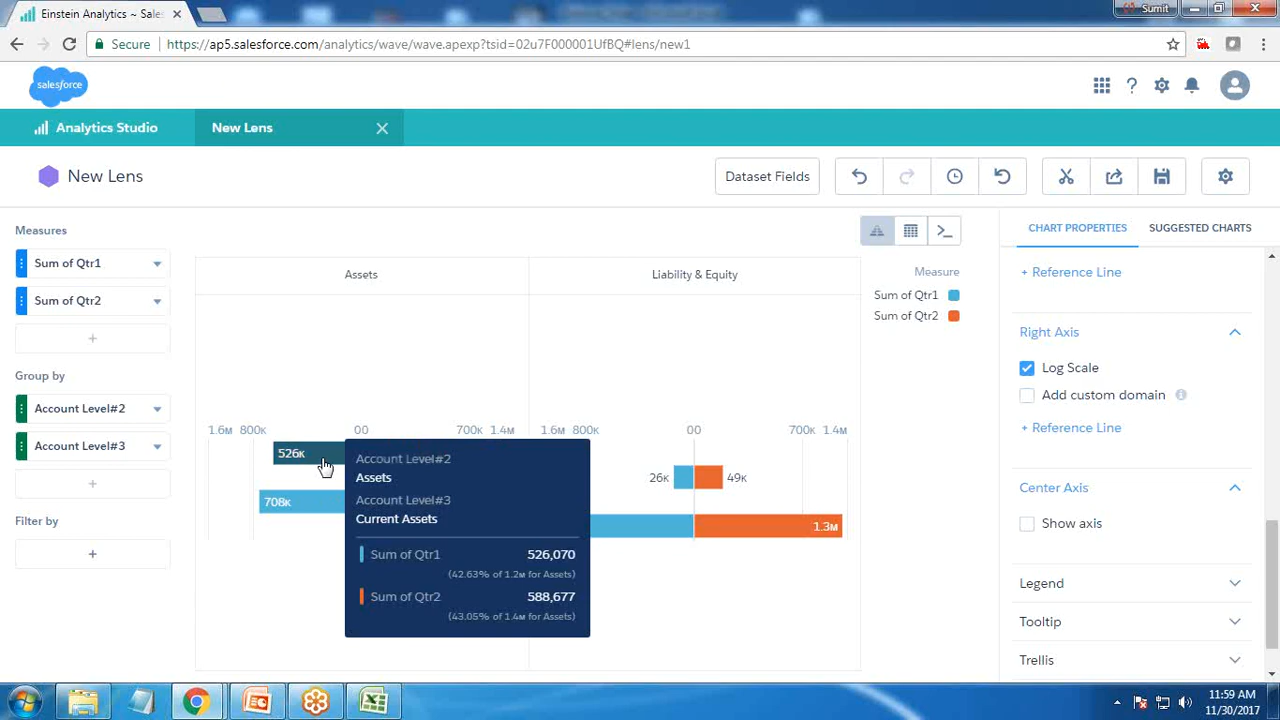 Einstein Analytics ~ Salesfo
Sumit
Secure
https://ap5.salesforce.com/analytics/wave/wave.apexp?tsid=02u7F000001UfBQ#lens/new1
salesforce
?
Analytics Studio
New Lens
New Lens
Dataset Fields
Measures
Sum of Qtr1
Sum of Qtr2
+
Group by
Account Level#2
Account Level#3
+
Filter by
+
Assets
Liability & Equity
Measure
Sum of Qtr1
Sum of Qtr2
1.6M 800K 00 700K 1.4M 1.6M 800K 00 700K 1.4M
526K
708K
26K
49K
1.3M
Account Level#2
Assets
Account Level#3
Current Assets
Sum of Qtr1 526,070
(42.63% of 1.2M for Assets)
Sum of Qtr2 588,677
(43.05% of 1.4M for Assets)
CHART PROPERTIES
SUGGESTED CHARTS
+ Reference Line
Right Axis
Log Scale
Add custom domain
+ Reference Line
Center Axis
Show axis
Legend
Tooltip
Trellis
11:59 AM
11/30/2017